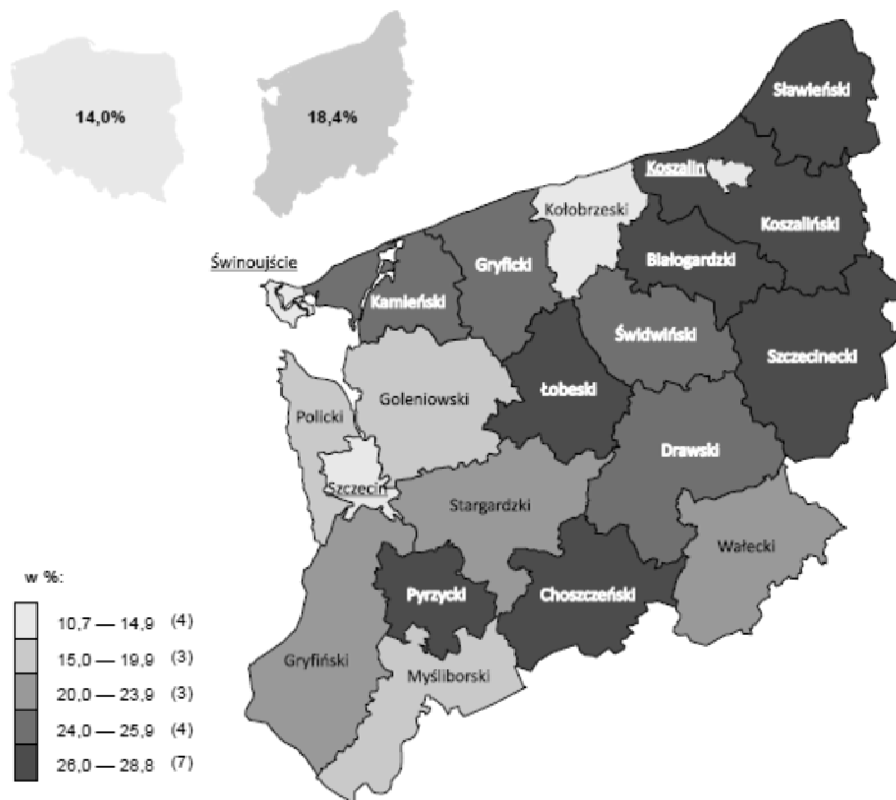 14,0%
18,4%
Sławieński
Koszalin
Kołobrzeski
Koszaliński
Białogardzki
Gryficki
Świnoujście
Kamieński
Świdwiński
Szczecinecki
Łobeski
Goleniowski
Policki
Drawski
Szczecin
Stargardzki
Wałecki
w %:
Pyrzycki
Choszczeński
10,7 — 14,9 (4)
15,0 — 19,9 (3)
Gryfiński
Myśliborski
20,0 — 23,9 (3)
24,0 — 25,9 (4)
26,0 — 28,8 (7)